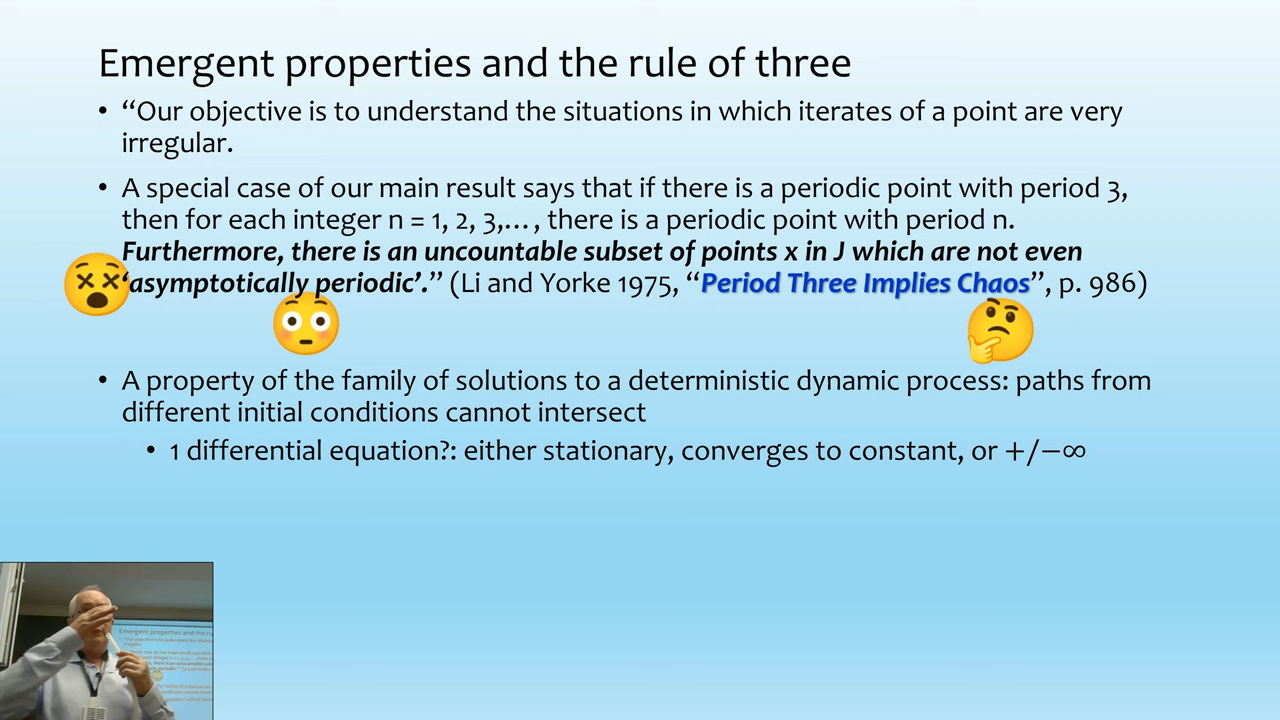 Emergent properties and the rule of three
• “Our objective is to understand the situations in which iterates of a point are very
irregular.
• A special case of our main result says that if there is a periodic point with period 3,
then for each integer n = 1, 2, 3,…, there is a periodic point with period n.
Furthermore, there is an uncountable subset of points x in J which are not even
‘asymptotically periodic’.” (Li and Yorke 1975, “Period Three Implies Chaos”, p. 986)
• A property of the family of solutions to a deterministic dynamic process: paths from
different initial conditions cannot intersect
• 1 differential equation?: either stationary, converges to constant, or +/−∞
Emergent properties and the ru